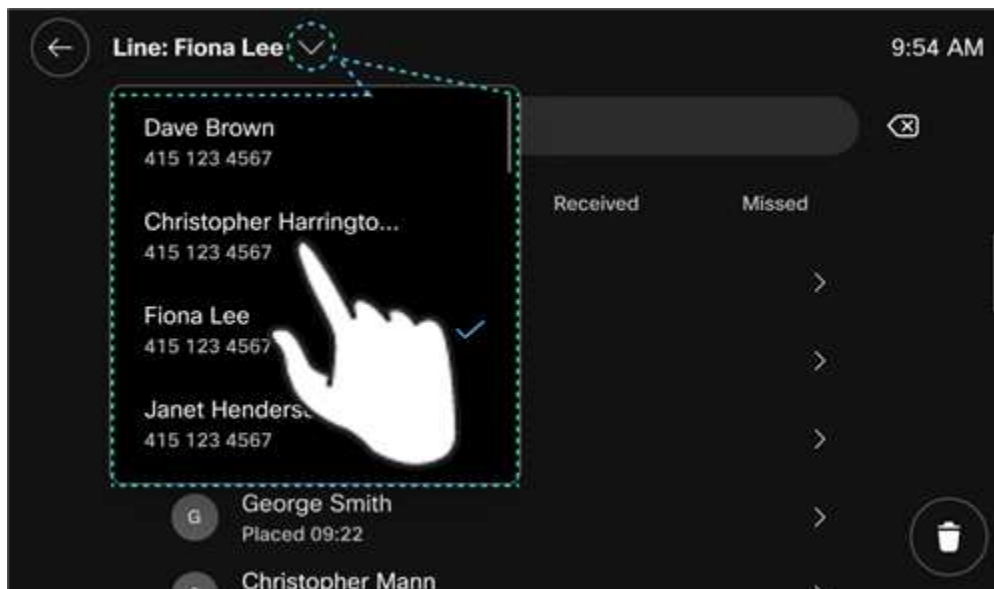 Line: Fiona Lee
9:54 AM
Dave Brown
415 123 4567
Christopher Harringto...
415 123 4567
Received
Missed
Fiona Lee
415 123 4567
Janet
415 123 4567
G
George Smith
Placed 09:22
Christopher Mann